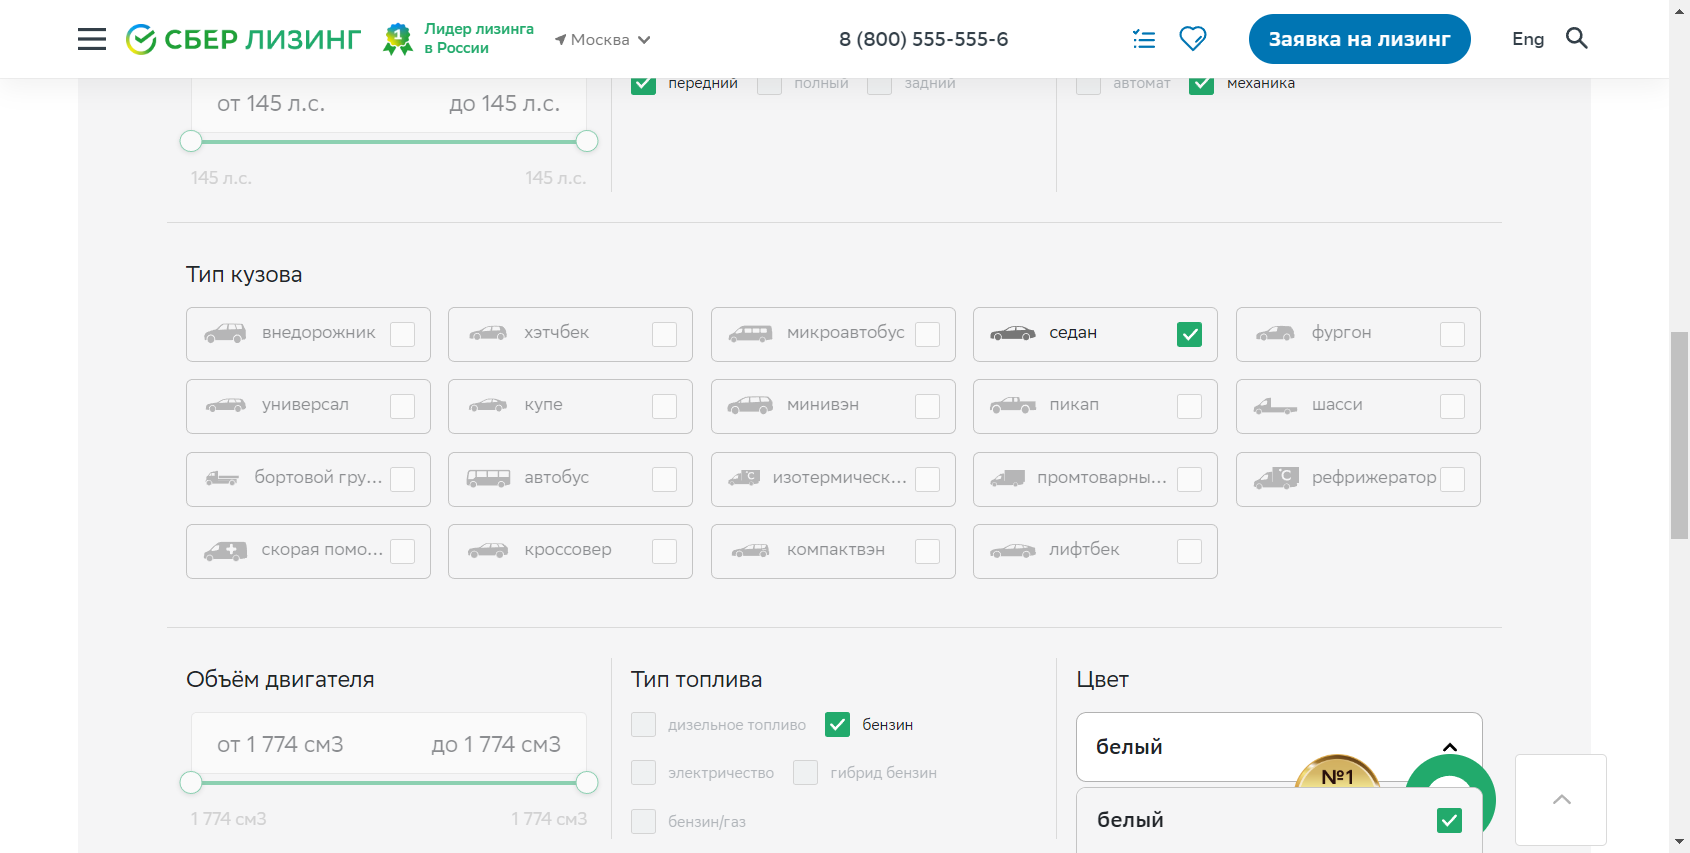 СБЕР ЛИЗИНГ
1
Лидер лизинга
в России
Москва
8 (800) 555-555-6
Заявка на лизинг
Eng
от 145 л.с. до 145 л.с.
145 л.с. 145 л.с.
передний полный задний
автомат механика
Тип кузова
внедорожник хэтчбек микроавтобус седан фургон
универсал купе минивэн пикап шасси
бортовой гру... автобус °C изотермическ... промтоварны... °C рефрижератор
скорая помо... кроссовер компактвэн лифтбек
Объём двигателя
от 1 774 см3 до 1 774 см3
1 774 см3 1 774 см3
Тип топлива
дизельное топливо бензин
электричество гибрид бензин
бензин/газ
Цвет
белый
№1
белый